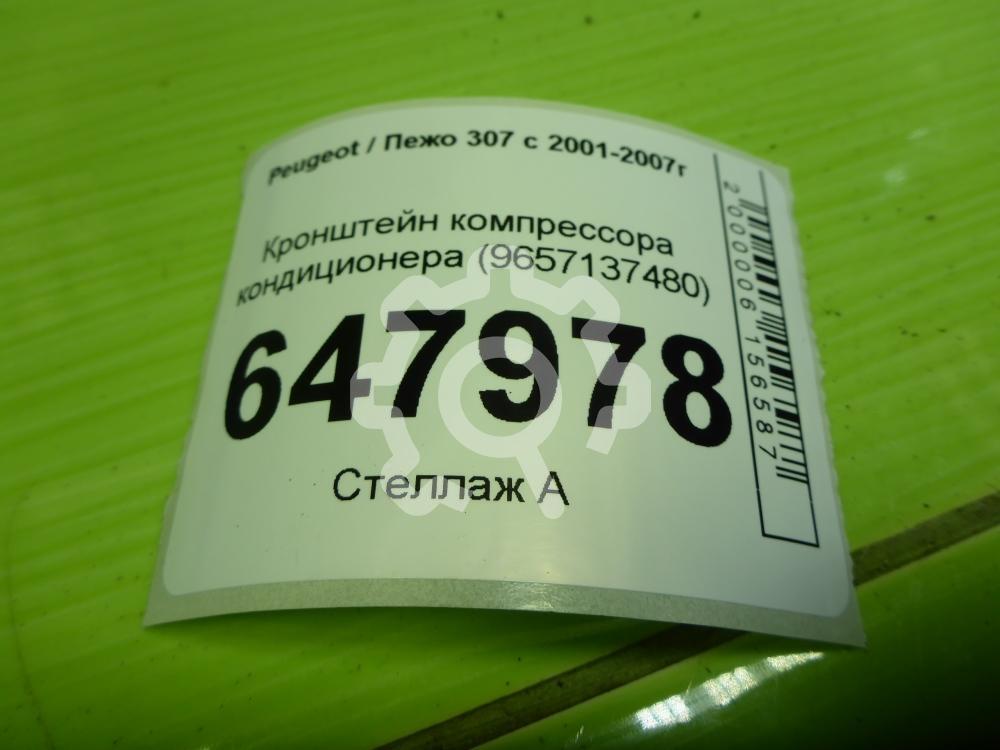 Peugeot / Пежо 307 с 2001-2007г
Кронштейн компрессора
кондиционера (9657137480)
647978
Стеллаж А
2000006156587